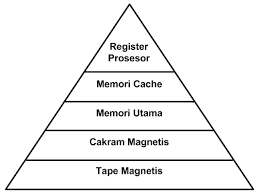 Register
Prosesor
Memori Cache
Memori Utama
Cakram Magnetis
Tape Magnetis